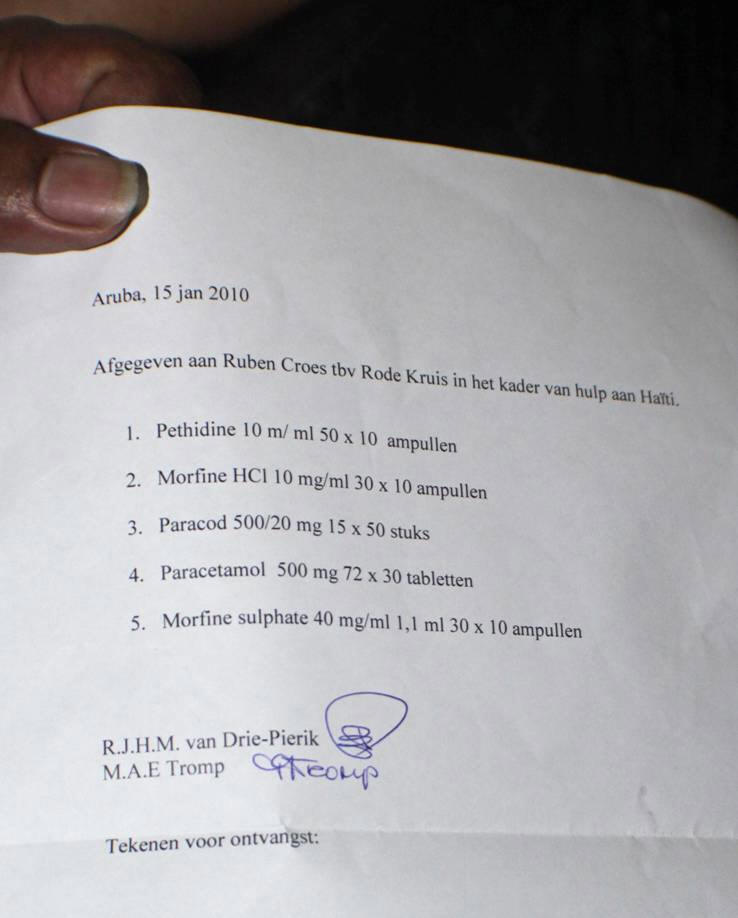 Aruba, 15 jan 2010
Afgegeven aan Ruben Croes tbv Rode Kruis in het kader van hulp aan Haïti.
1. Pethidine 10 m/ ml 50 x 10 ampullen
2. Morfine HCl 10 mg/ml 30 x 10 ampullen
3. Paracod 500/20 mg 15 x 50 stuks
4. Paracetamol 500 mg 72 x 30 tabletten
5. Morfine sulphate 40 mg/ml 1,1 ml 30 x 10 ampullen
R.J.H.M. van Drie-Pierik
M.A.E Tromp
Tekenen voor ontvangst: